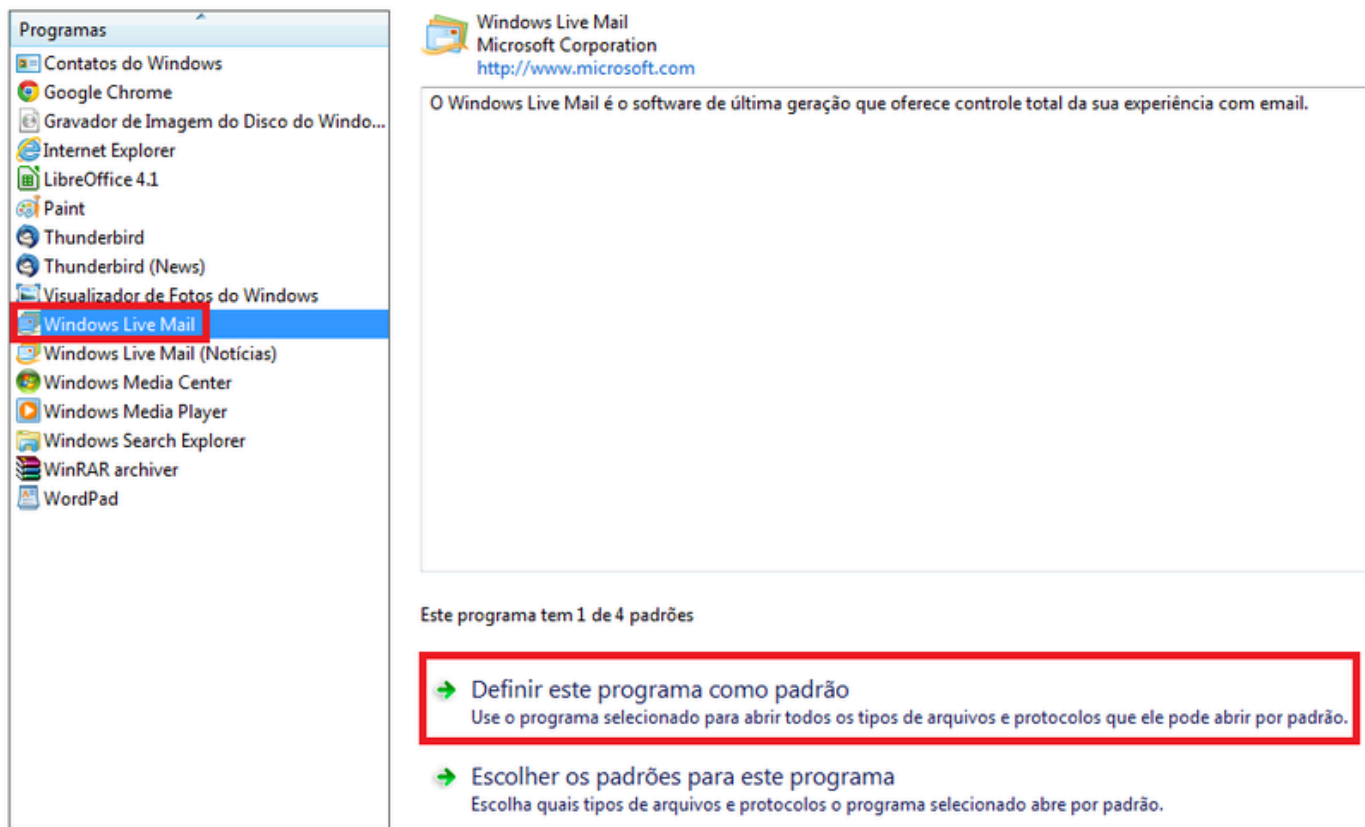 Programas
Contatos do Windows
Google Chrome
Gravador de Imagem do Disco do Windo...
Internet Explorer
LibreOffice 4.1
Paint
Thunderbird
Thunderbird (News)
Visualizador de Fotos do Windows
Windows Live Mail
Windows Live Mail (Notícias)
Windows Media Center
Windows Media Player
Windows Search Explorer
WinRAR archiver
WordPad
Windows Live Mail
Microsoft Corporation
http://www.microsoft.com
O Windows Live Mail é o software de última geração que oferece controle total da sua experiência com email.
Este programa tem 1 de 4 padrões
Definir este programa como padrão
Use o programa selecionado para abrir todos os tipos de arquivos e protocolos que ele pode abrir por padrão.
Escolher os padrões para este programa
Escolha quais tipos de arquivos e protocolos o programa selecionado abre por padrão.